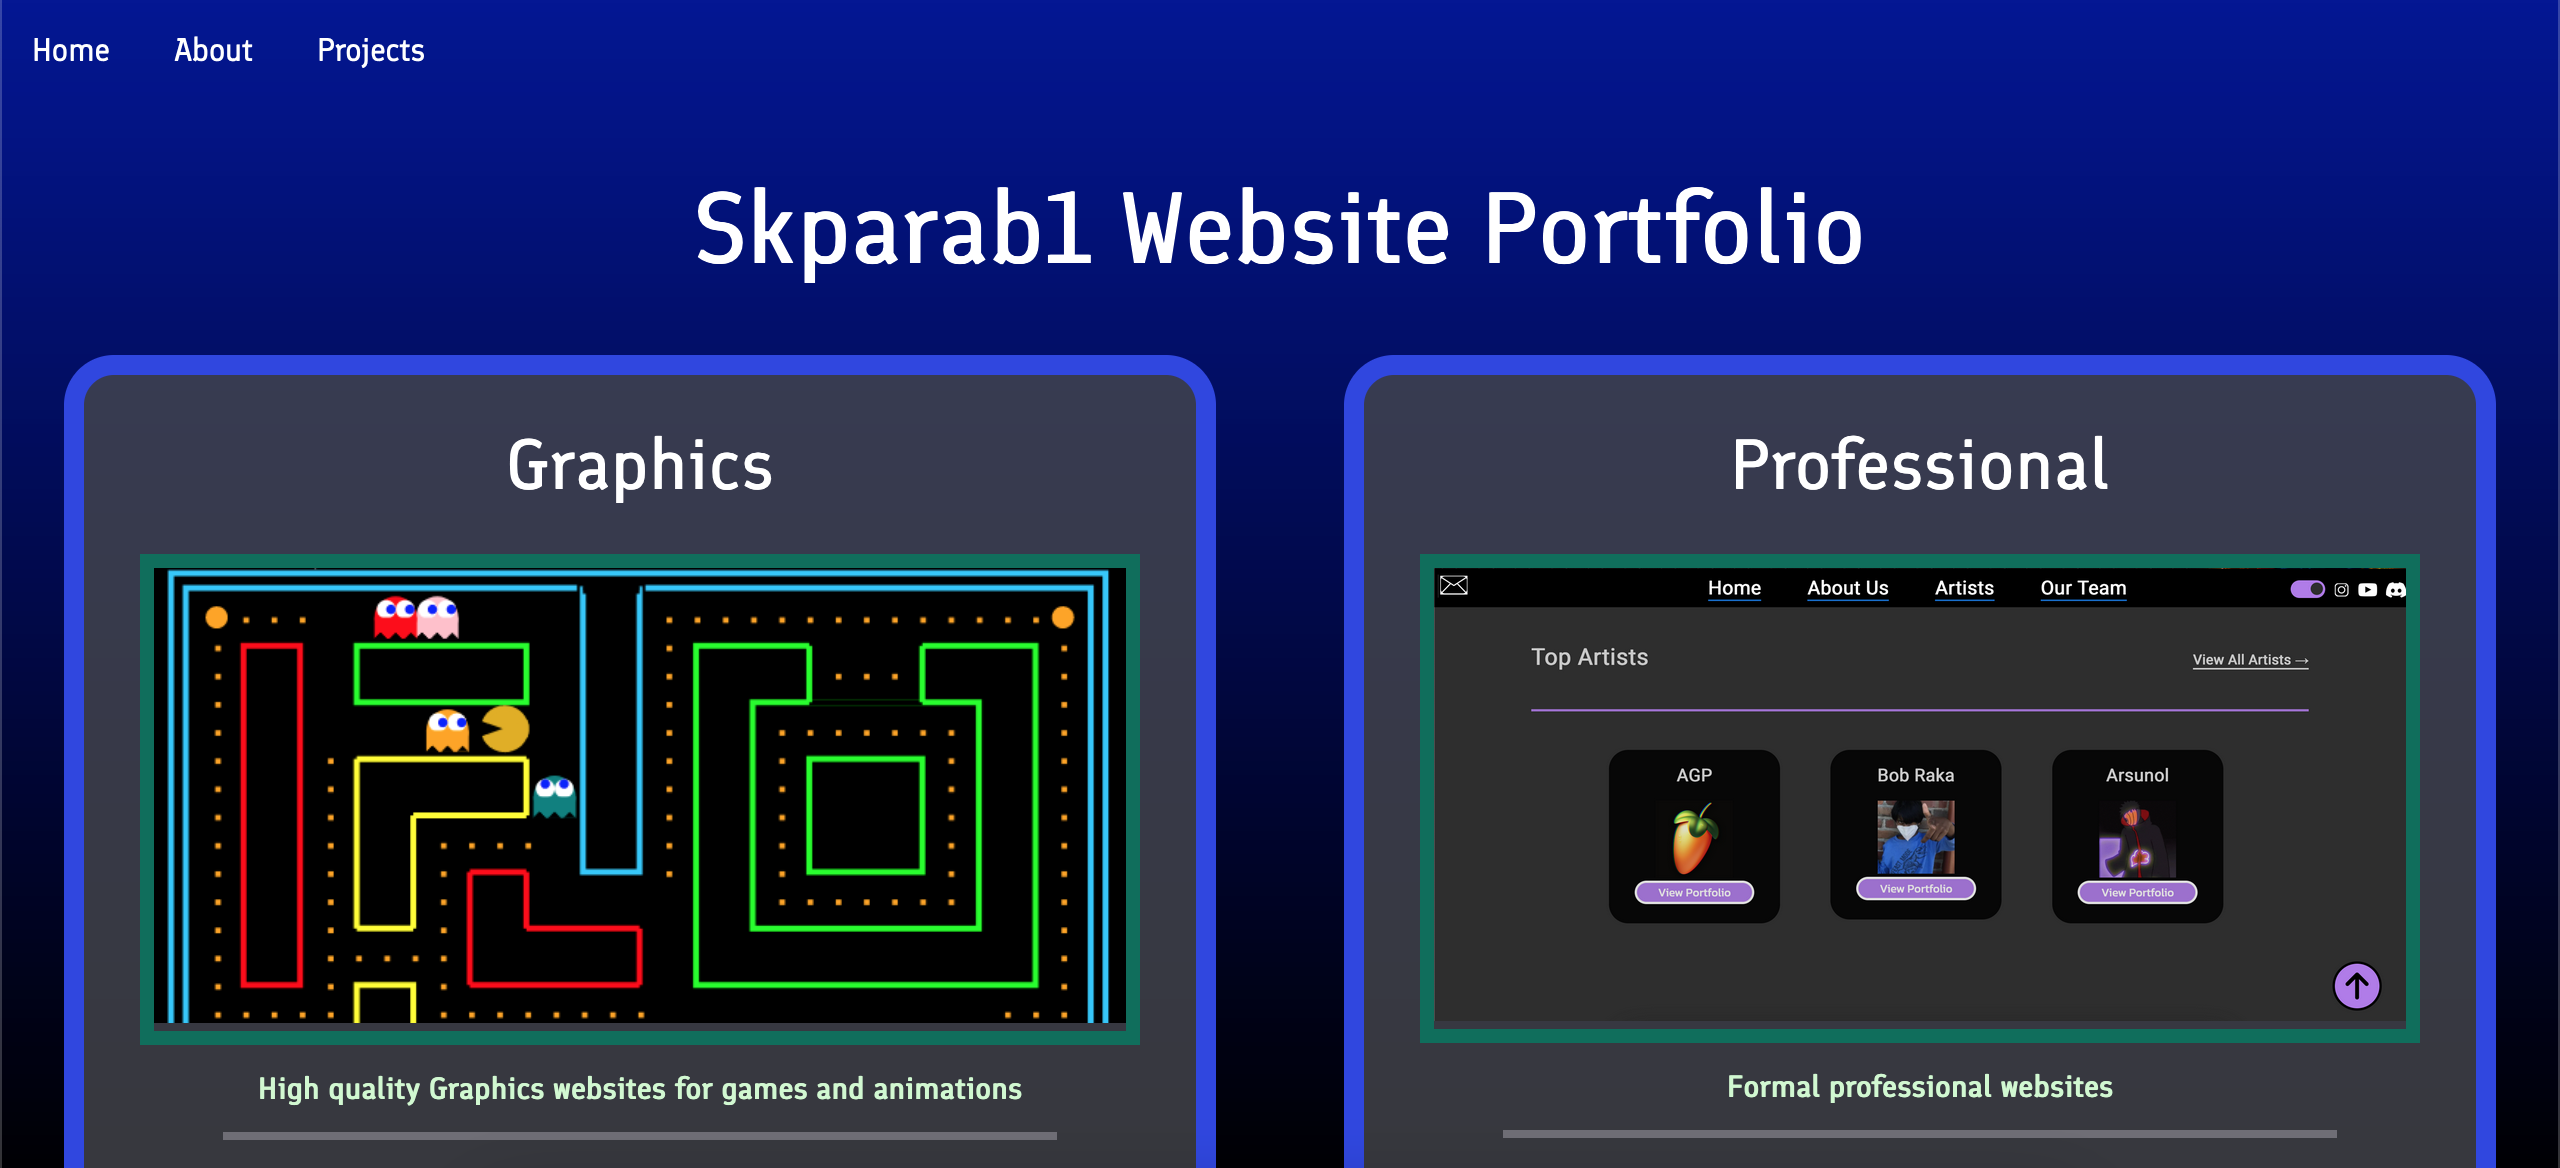 Home About Projects
Skparab1 Website Portfolio
Graphics
High quality Graphics websites for games and animations
Professional
Home About Us Artists Our Team
Top Artists
View All Artists →
AGP
View Portfolio
Bob Raka
View Portfolio
Arsunol
View Portfolio
Formal professional websites